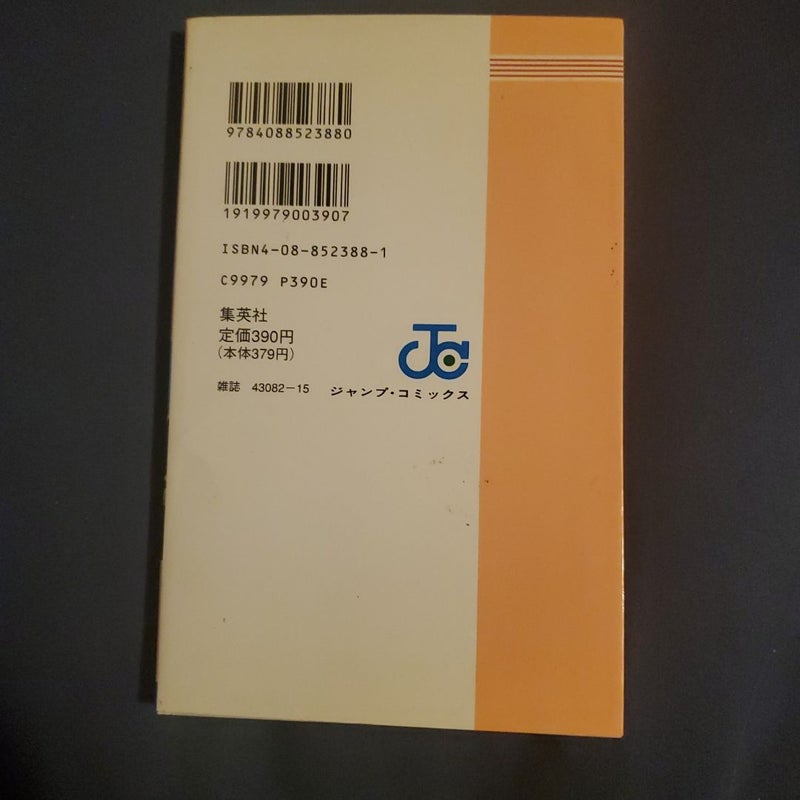 9784088523880
1919979003907
ISBN4-08-852388-1
C9979 P390E
集英社
定価390円
(本体379円)
雑誌 43082-15
JC
ジャンプ・コミックス